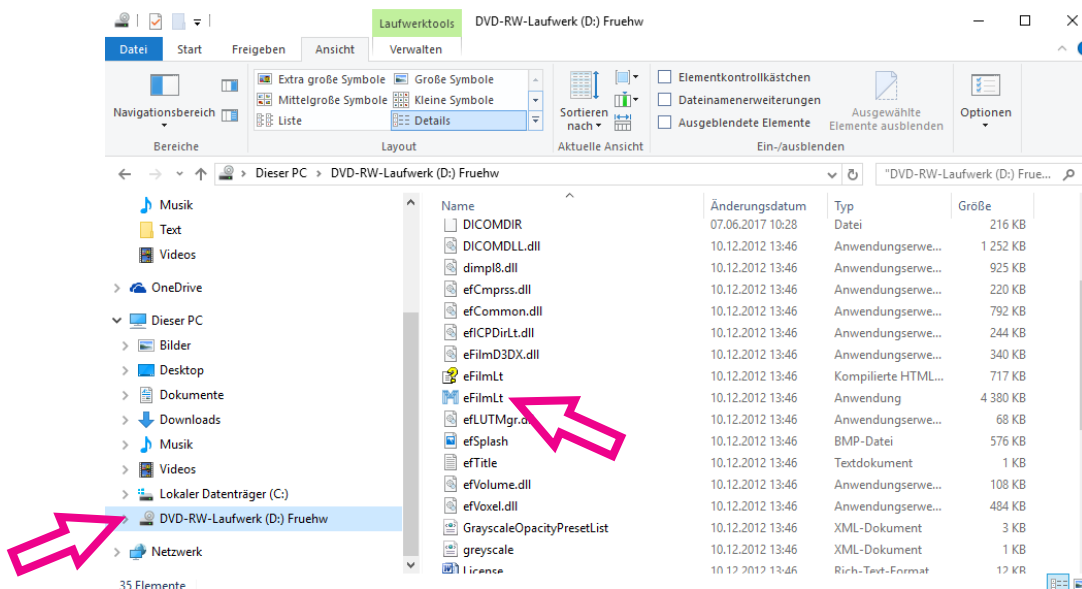 Laufwerktools DVD-RW-Laufwerk (D:) Fruehw
Datei Start Freigeben Ansicht Verwalten
Navigationsbereich
Bereiche
Extra große Symbole Große Symbole
Mittelgroße Symbole Kleine Symbole
Liste Details
Layout
Sortieren nach
Aktuelle Ansicht
Elementkontrollkästchen
Dateinamenerweiterungen
Ausgeblendete Elemente
Ausgewählte
Elemente ausblenden
Ein-/ausblenden
Optionen
Dieser PC > DVD-RW-Laufwerk (D:) Fruehw
"DVD-RW-Laufwerk (D:) Frue...
Musik
Text
Videos
OneDrive
Dieser PC
Bilder
Desktop
Dokumente
Downloads
Musik
Videos
Lokaler Datenträger (C:)
DVD-RW-Laufwerk (D:) Fruehw
Netzwerk
Name Änderungsdatum Typ Größe
DICOMDIR 07.06.2017 10:28 Datei 216 KB
DICOMDLL.dll 10.12.2012 13:46 Anwendungserwe... 1 252 KB
dimpl8.dll 10.12.2012 13:46 Anwendungserwe... 925 KB
efCmprss.dll 10.12.2012 13:46 Anwendungserwe... 220 KB
efCommon.dll 10.12.2012 13:46 Anwendungserwe... 792 KB
efICPDirLt.dll 10.12.2012 13:46 Anwendungserwe... 244 KB
eFilmD3DX.dll 10.12.2012 13:46 Anwendungserwe... 340 KB
eFilmLt 10.12.2012 13:46 Kompilierte HTML... 717 KB
eFilmLt 10.12.2012 13:46 Anwendung 4 380 KB
efLUTMgr.d 10.12.2012 13:46 Anwendungserwe... 68 KB
efSplash 10.12.2012 13:46 BMP-Datei 576 KB
efTitle 10.12.2012 13:46 Textdokument 1 KB
efVolume.dll 10.12.2012 13:46 Anwendungserwe... 108 KB
efVoxel.dll 10.12.2012 13:46 Anwendungserwe... 484 KB
GrayscaleOpacityPresetList 10.12.2012 13:46 XML-Dokument 3 KB
greyscale 10.12.2012 13:46 XML-Dokument 1 KB
License 10.12.2012 13:46 Rich-Text-Format 12 KB
35 Elemente